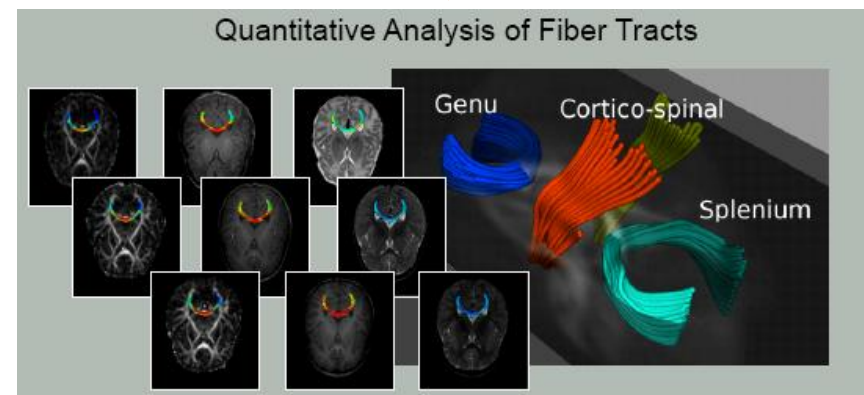 Quantitative Analysis of Fiber Tracts
Genu
Cortico-spinal
Splenium